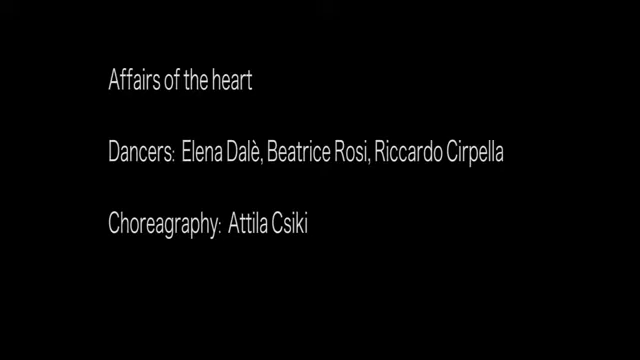 Affairs of the heart
Dancers: Elena Dalè, Beatrice Rosi, Riccardo Cirpella
Choreagraphy: Attila Csiki